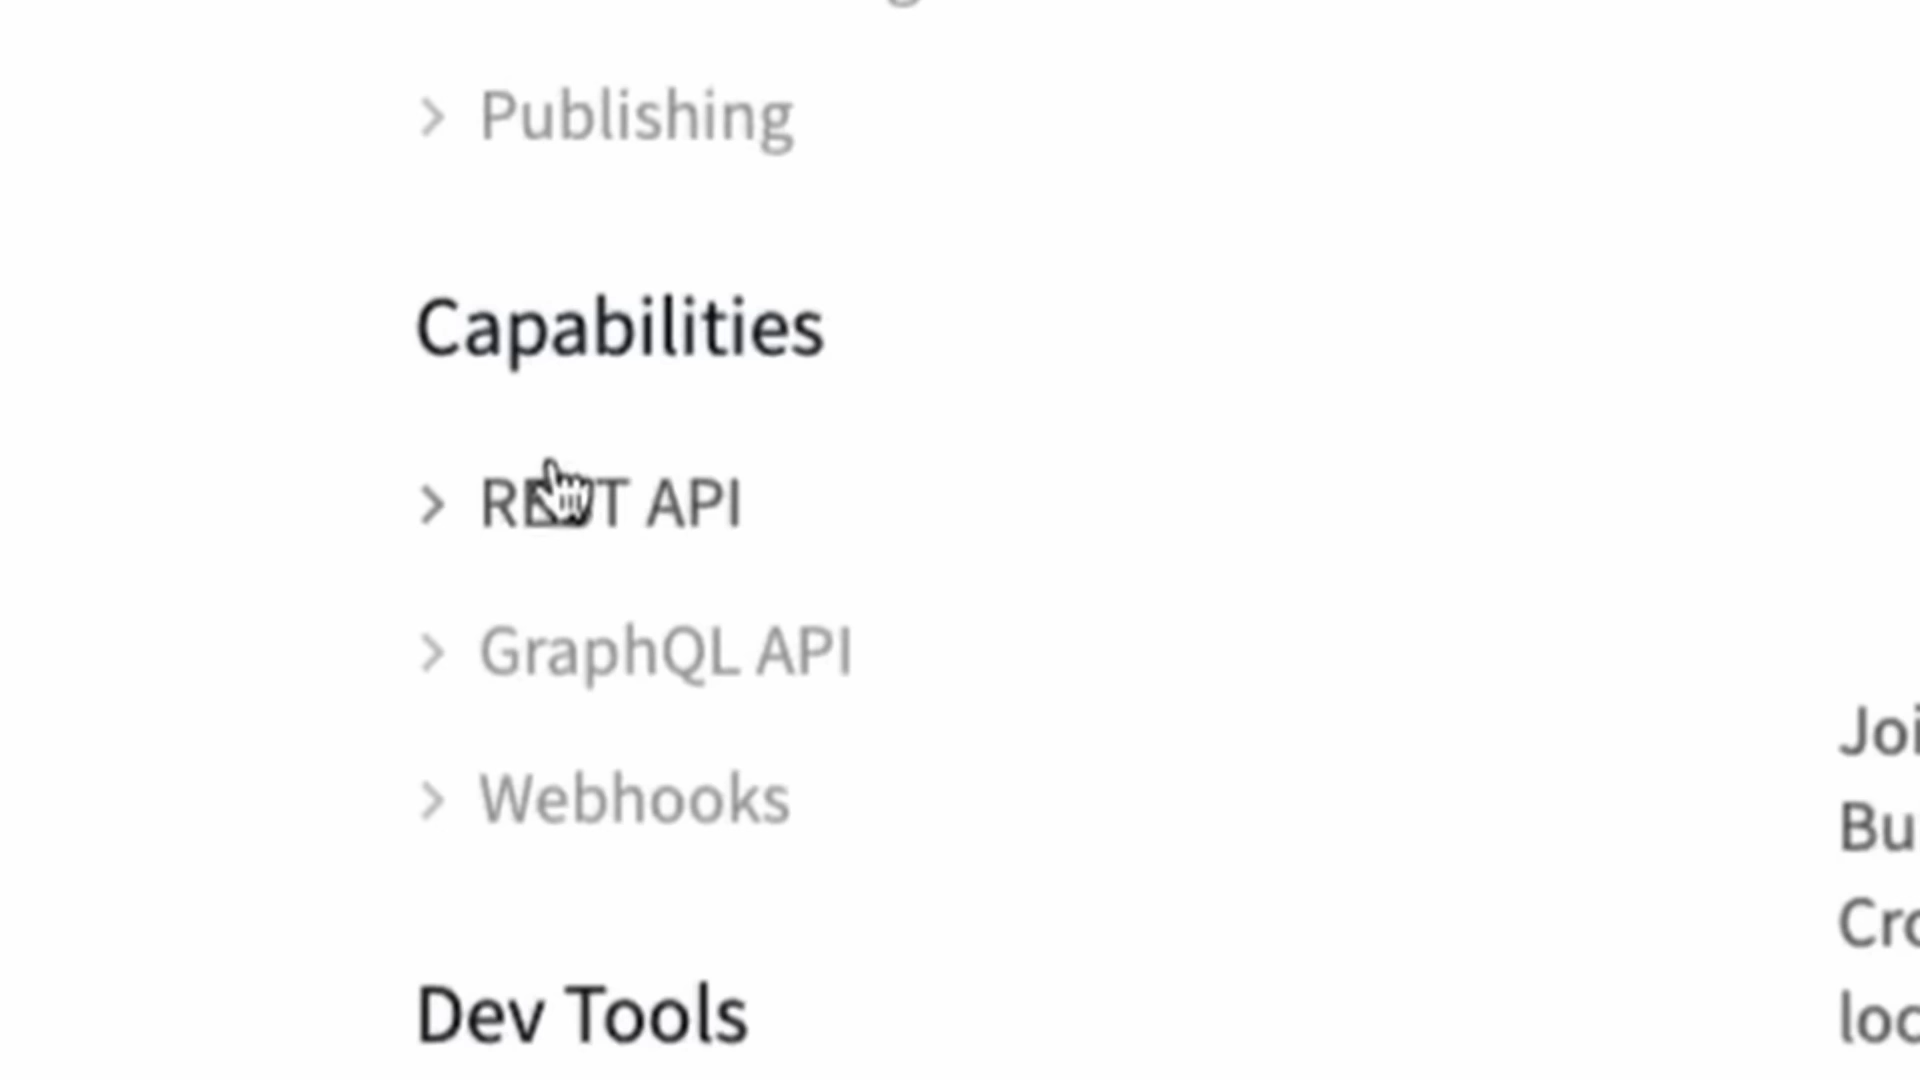 Publishing
Capabilities
REST API
GraphQL API
Webhooks
Dev Tools